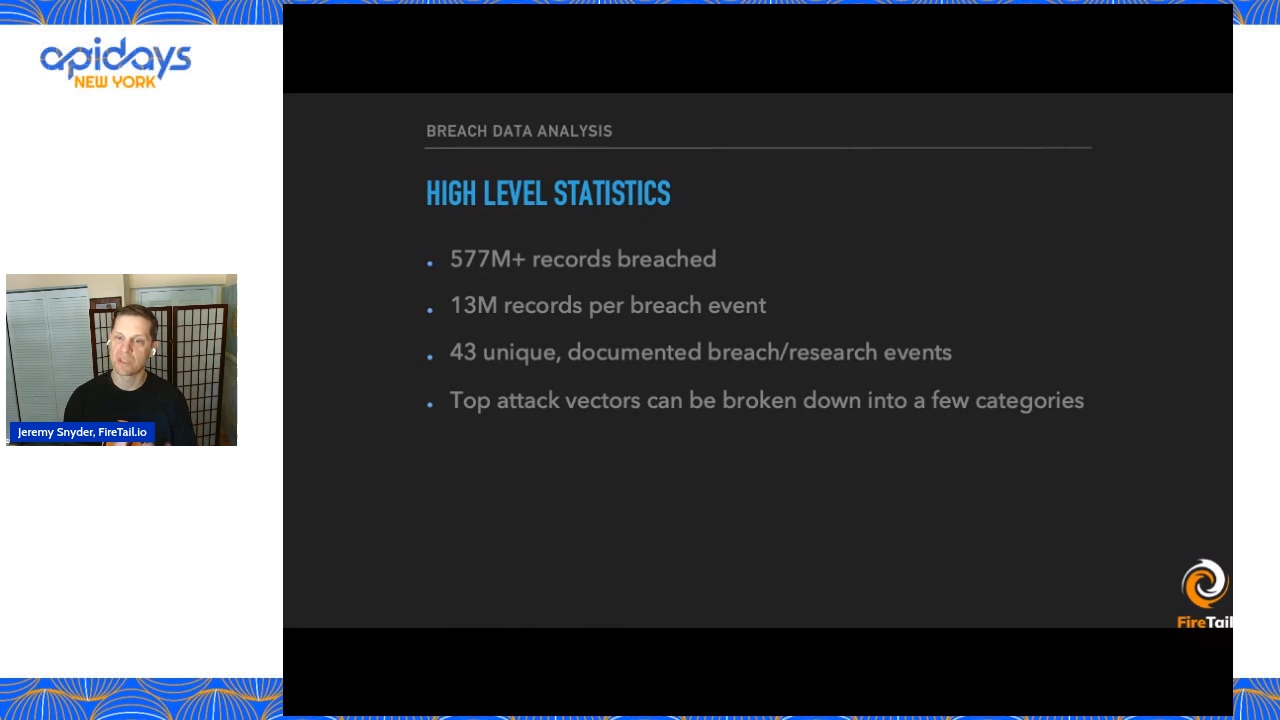 apidays
NEW YORK
BREACH DATA ANALYSIS
HIGH LEVEL STATISTICS
577M+ records breached
13M records per breach event
43 unique, documented breach/research events
Top attack vectors can be broken down into a few categories
Jeremy Snyder, FireTail.io
FireTail